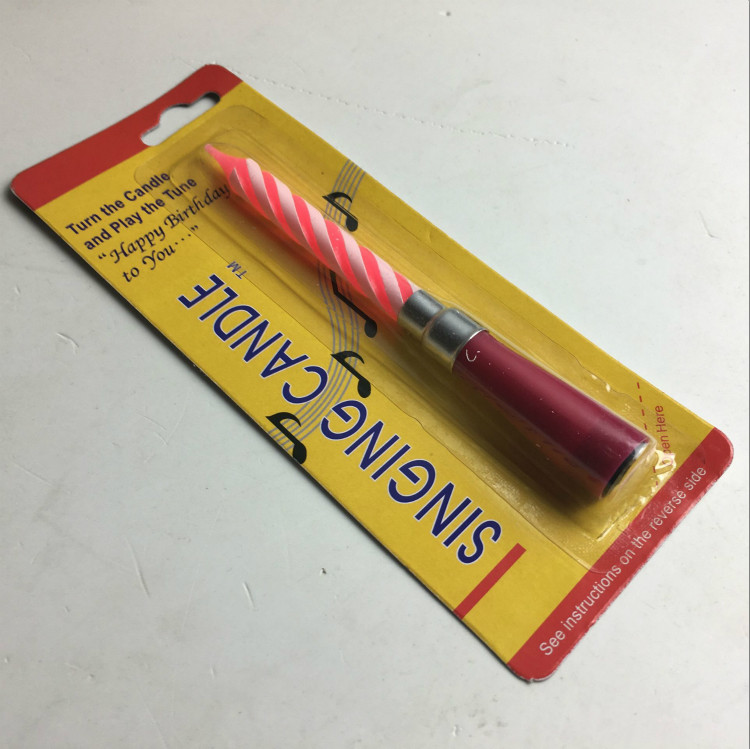 Turn the Candle
and Play the Tune
“Happy Birthday
to You···”
SINGING CANDLE TM
Here
See instructions on the reverse side